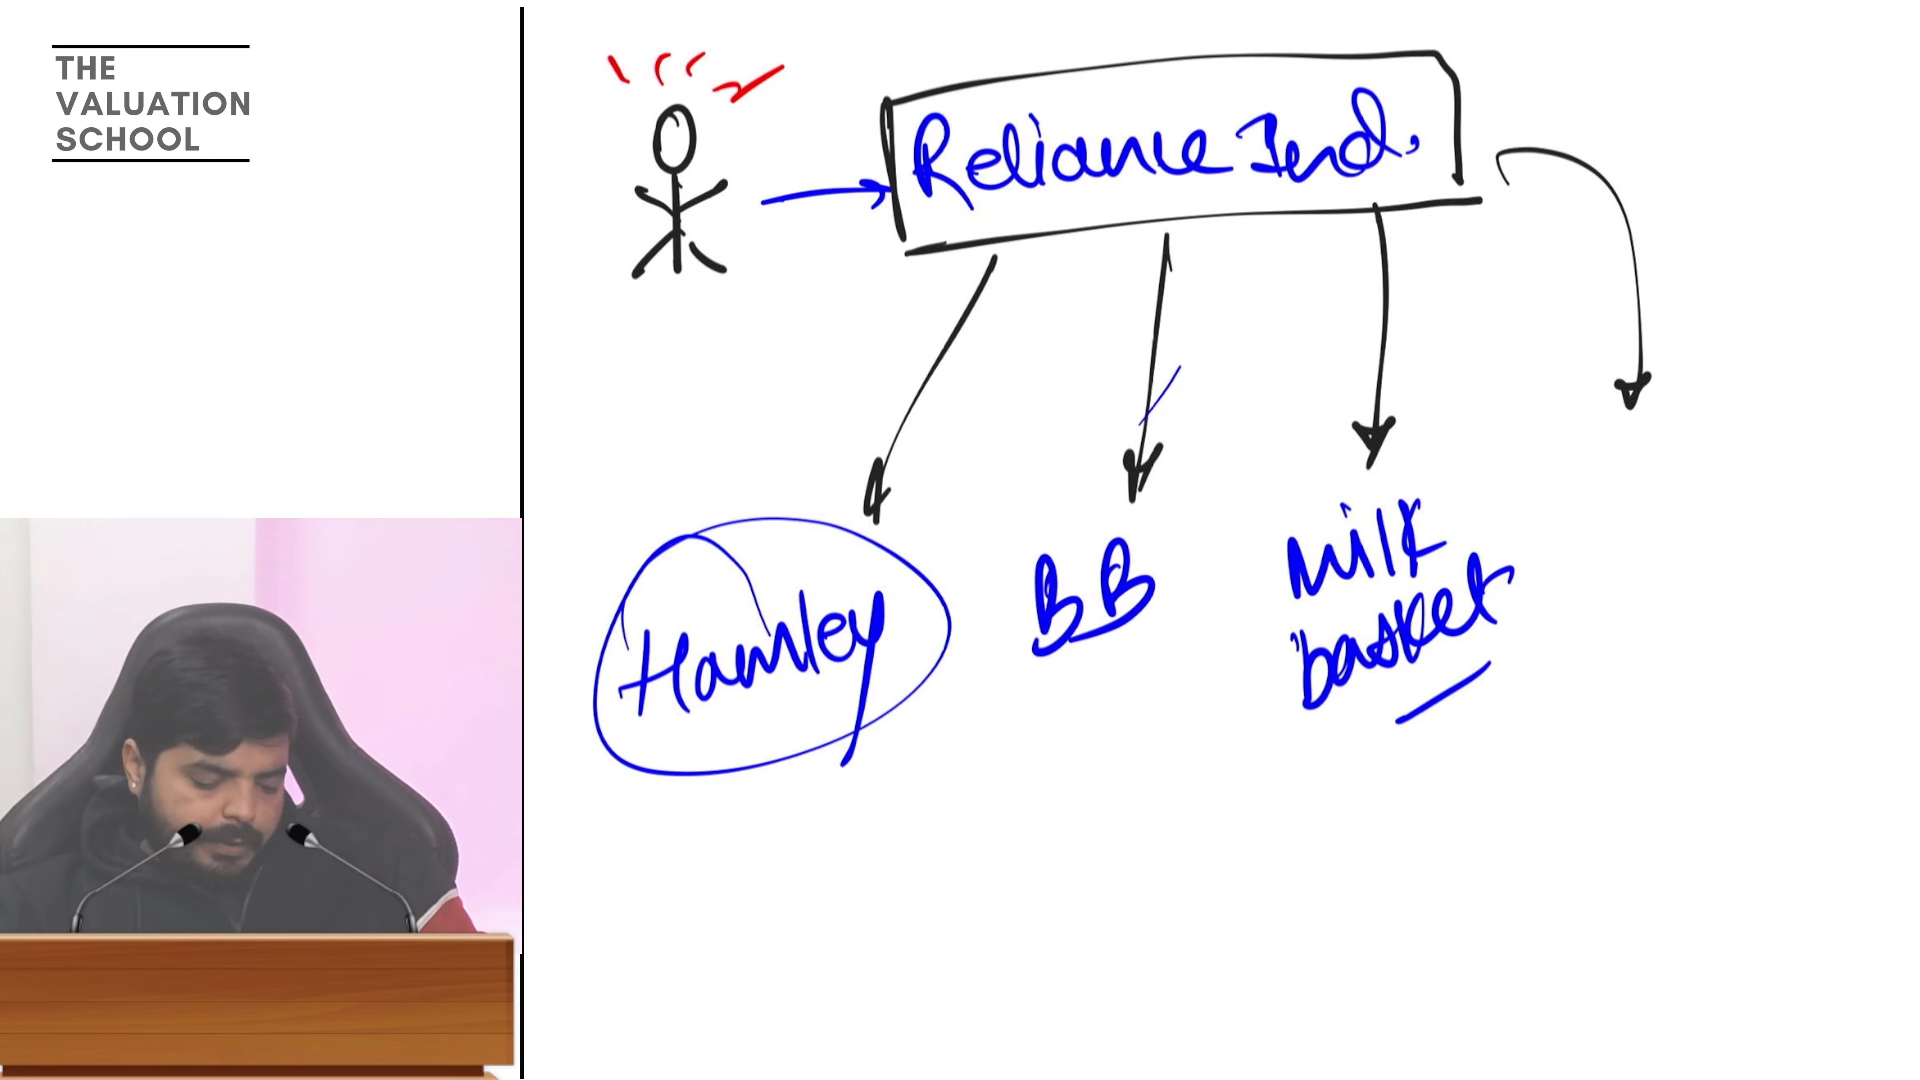 THE
VALUATION
SCHOOL
Reliance Ind.
Hamley
BB
Milk
basket